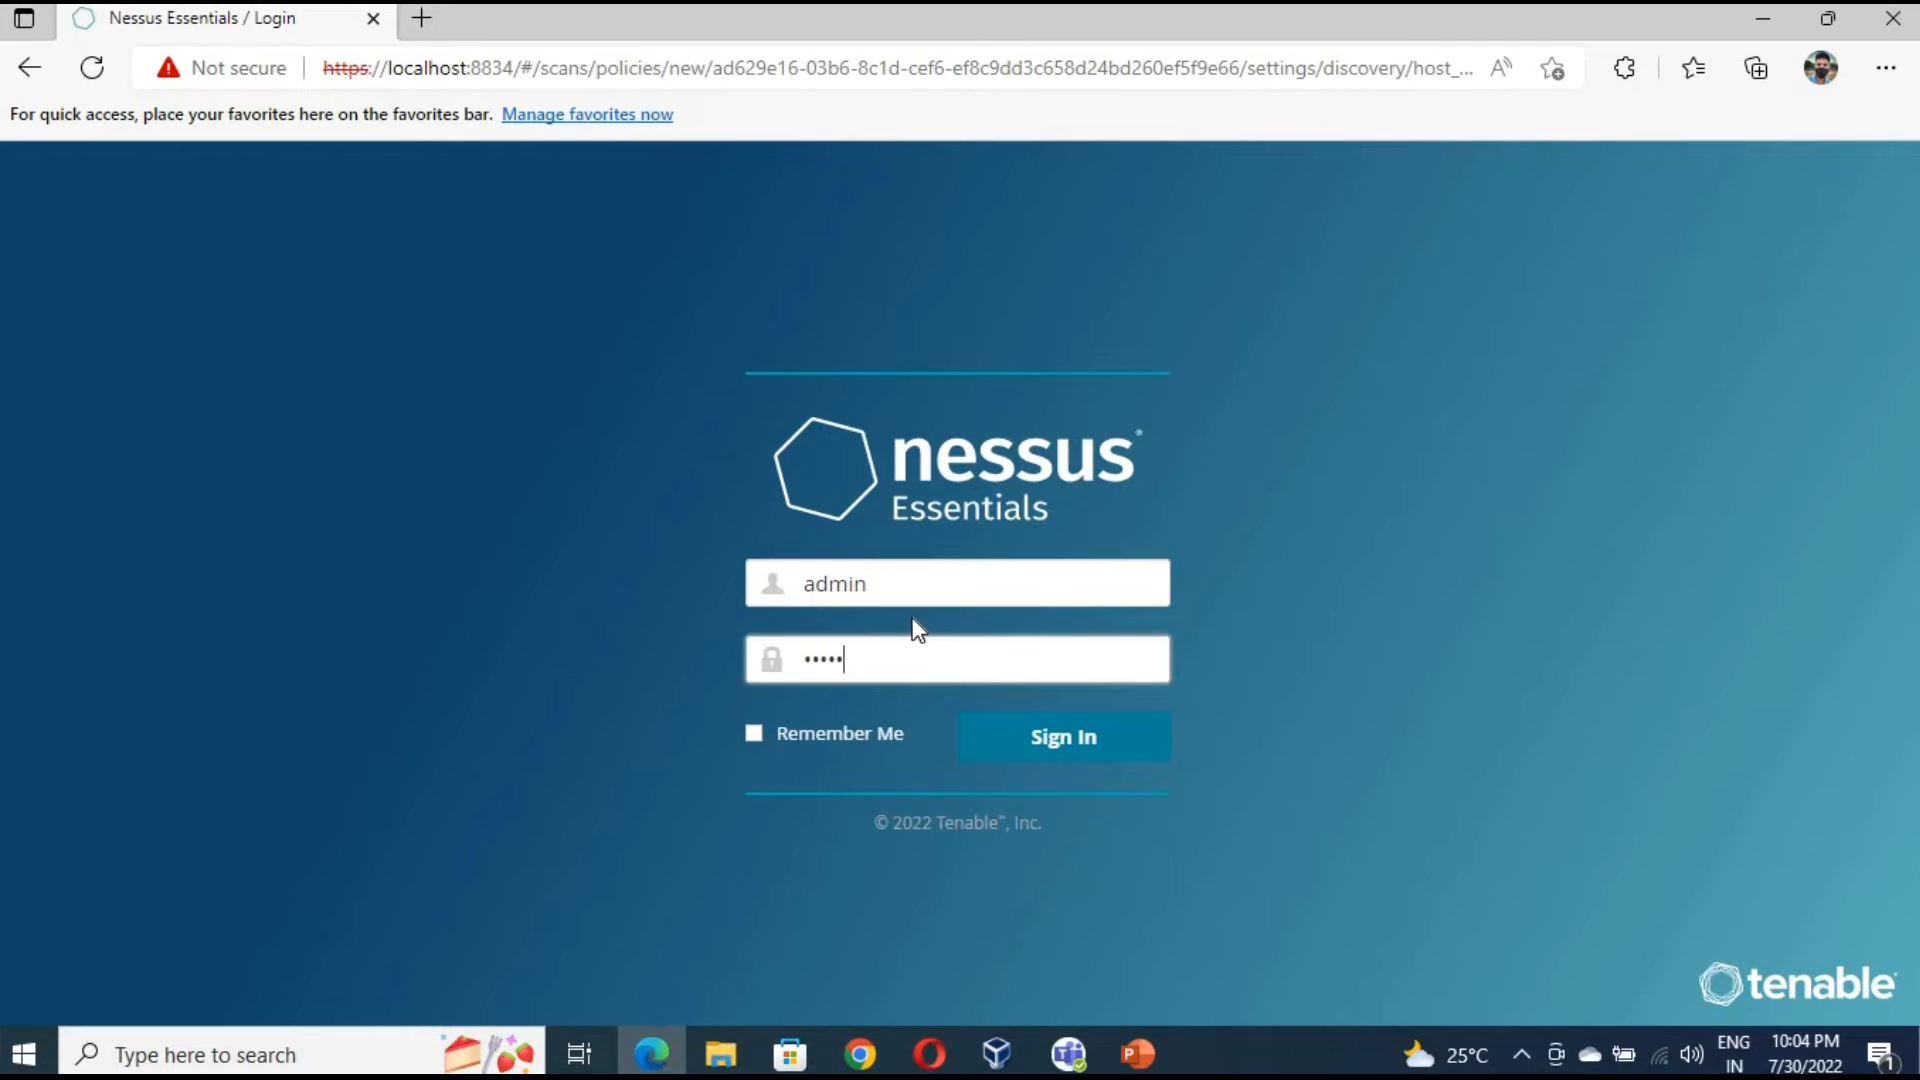 Nessus Essentials / Login
Not secure
https://localhost:8834/#/scans/policies/new/ad629e16-03b6-8c1d-cef6-ef8c9dd3c658d24bd260ef5f9e66/settings/discovery/host_...
For quick access, place your favorites here on the favorites bar. Manage favorites now
nessus
Essentials
admin
•••••
Remember Me
Sign In
© 2022 Tenable™, Inc.
tenable
Type here to search
25°C
ENG
IN
10:04 PM
7/30/2022
1